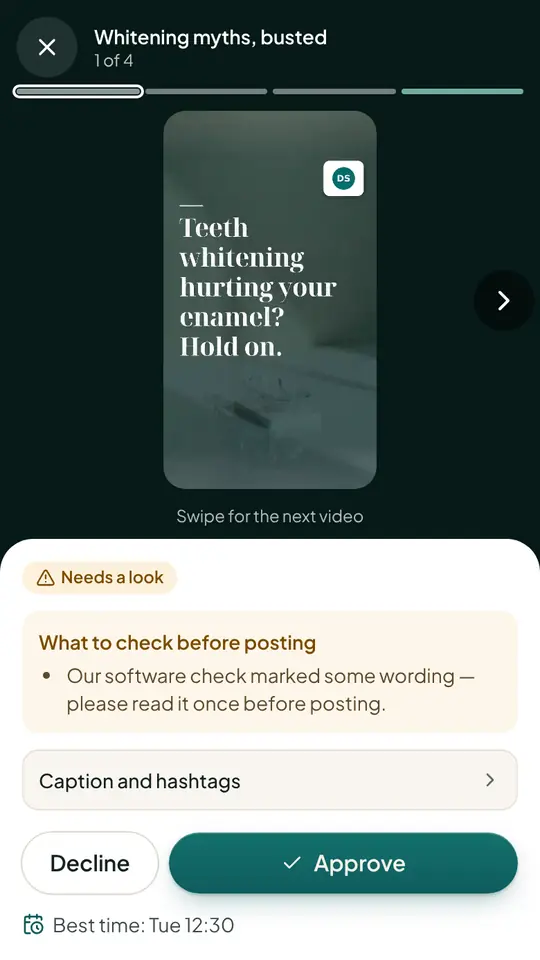 Whitening myths, busted
1 of 4
DS
Teeth
whitening
hurting your
enamel?
Hold on.
Swipe for the next video
Needs a look
What to check before posting
• Our software check marked some wording —
please read it once before posting.
Caption and hashtags
Decline
Approve
Best time: Tue 12:30